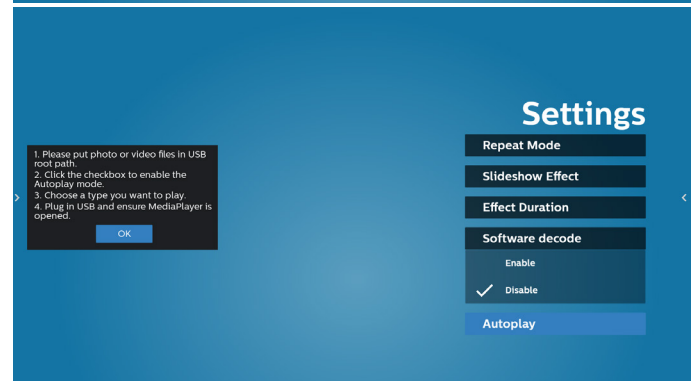 Settings
1. Please put photo or video files in USB
root path.
2. Click the checkbox to enable the
Autoplay mode.
3. Choose a type you want to play.
4. Plug in USB and ensure MediaPlayer is
opened.
OK
Repeat Mode
Slideshow Effect
Effect Duration
Software decode
Enable
Disable
Autoplay